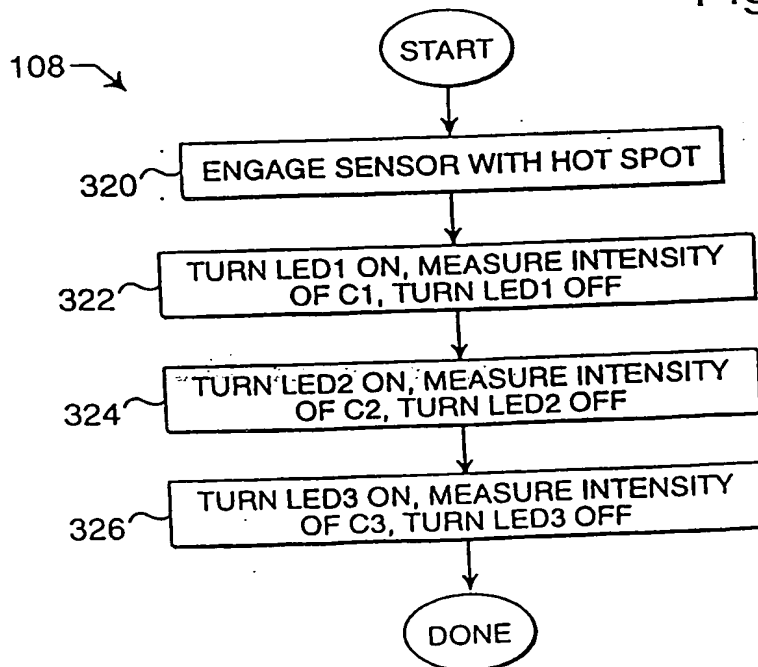 Fig
START
108
ENGAGE SENSOR WITH HOT SPOT
320
TURN LED1 ON, MEASURE INTENSITY
OF C1, TURN LED1 OFF
322
TURN LED2 ON, MEASURE INTENSITY
OF C2, TURN LED2 OFF
324
TURN LED3 ON, MEASURE INTENSITY
OF C3, TURN LED3 OFF
326
DONE